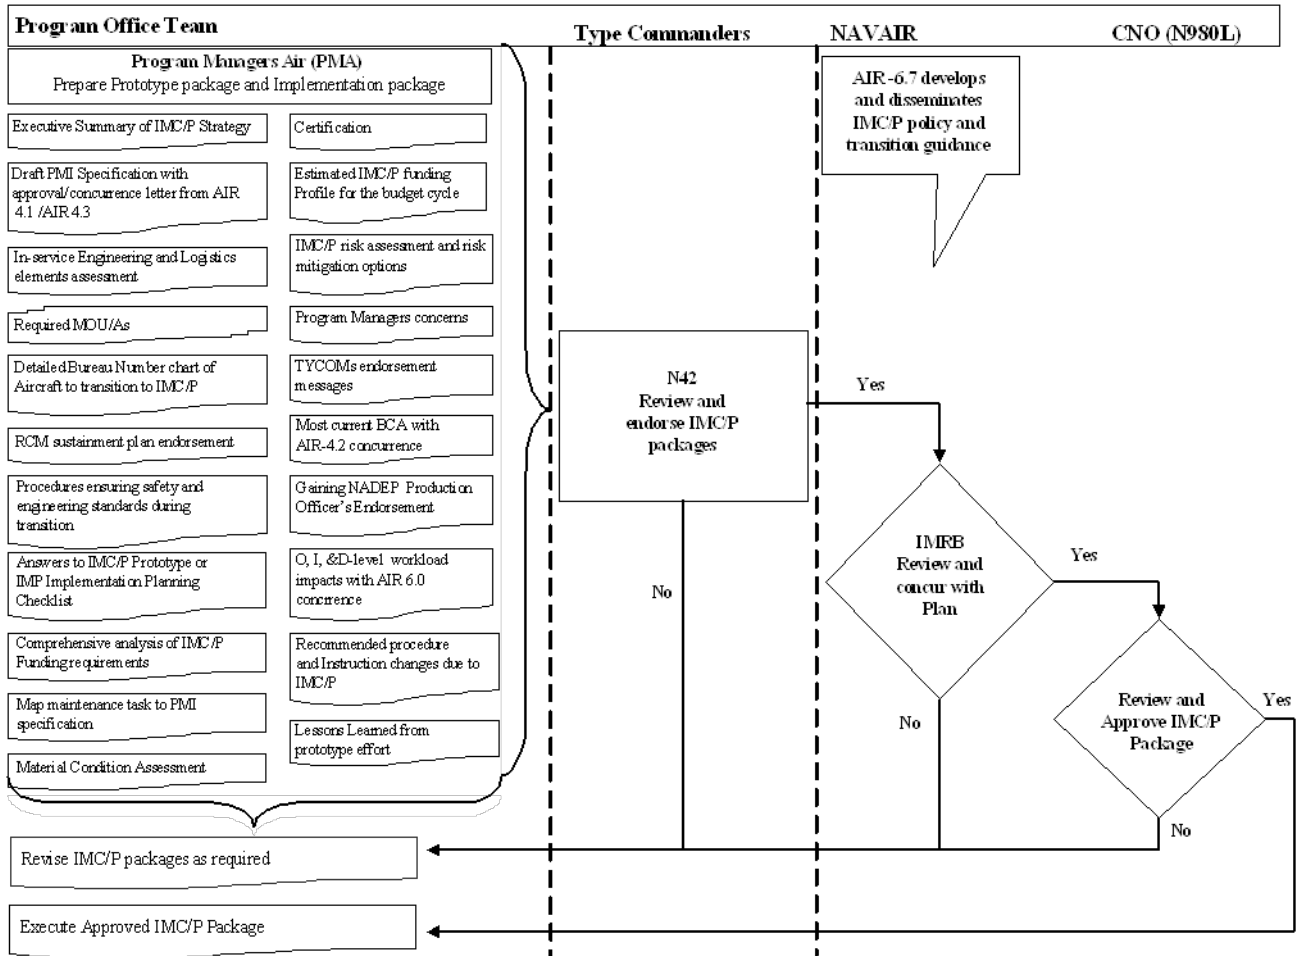 Program Office Team
Type Commanders
NAVAIR
CNO (N980L)
Program Managers Air (PMA)
Prepare Prototype package and Implementation package
Executive Summary of IMC/P Strategy
Draft PMI Specification with
approval/concurrence letter from AIR
4.1 /AIR 4.3
In-service Engineering and Logistics
elements assessment
Required MOU/As
Detailed Bureau Number chart of
Aircraft to transition to IMC/P
RCM sustainment plan endorsement
Procedures ensuring safety and
engineering standards during
transition
Answers to IMC/P Prototype or
IMP Implementation Planning
Checklist
Comprehensive analysis of IMC/P
Funding requirements
Map maintenance task to PMI
specification
Material Condition Assessment
Certification
Estimated IMC/P funding
Profile for the budget cycle
IMC/P risk assessment and risk
mitigation options
Program Managers concerns
TYCOMs endorsement
messages
Most current BCA with
AIR-4.2 concurrence
Gaining NADEP Production
Officer's Endorsement
O, I, &D-level workload
impacts with AIR 6.0
concirrence
Recommended procedure
and Instruction changes due to
IMC/P
Lessons Learned from
prototype effort
Revise IMC/P packages as required
Execute Approved IMC/P Package
N42
Review and
endorse IMC/P
packages
No
AIR-6.7 develops
and disseminates
IMC/P policy and
transition guidance
Yes
IMRB
Review and
concur with
Plan
No
Yes
Review and
Approve IMC/P
Package
Yes
No